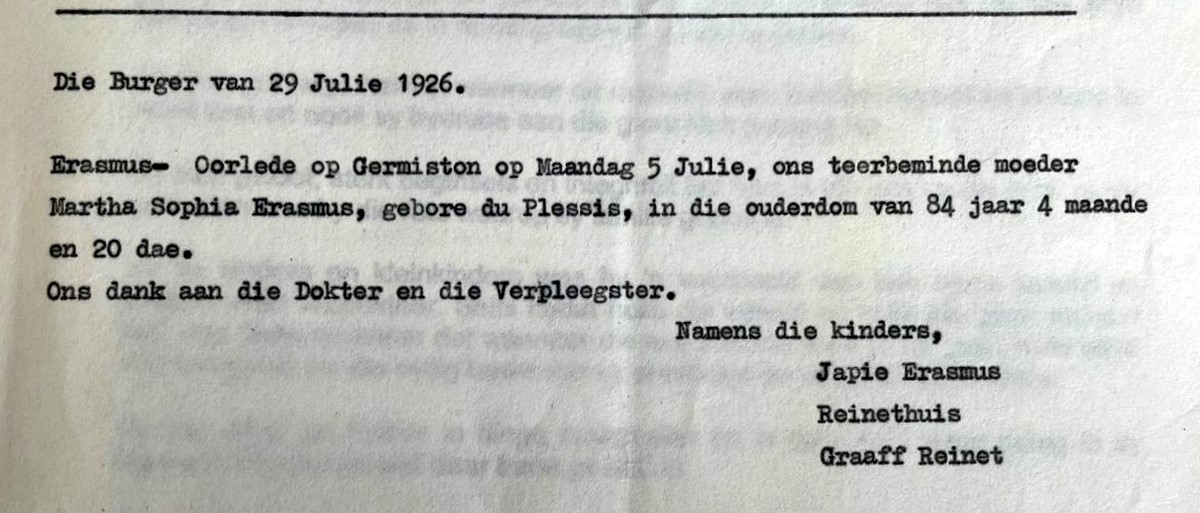 Die Burger van 29 Julie 1926.
Erasmus- Oorlede op Germiston op Maandag 5 Julie, ons teerbeminde moeder
Martha Sophia Erasmus, gebore du Plessis, in die ouderdom van 84 jaar 4 maande
en 20 dae.
Ons dank aan die Dokter en die Verpleegster.
Namens die kinders,
Japie Erasmus
Reinethuis
Graaff Reinet